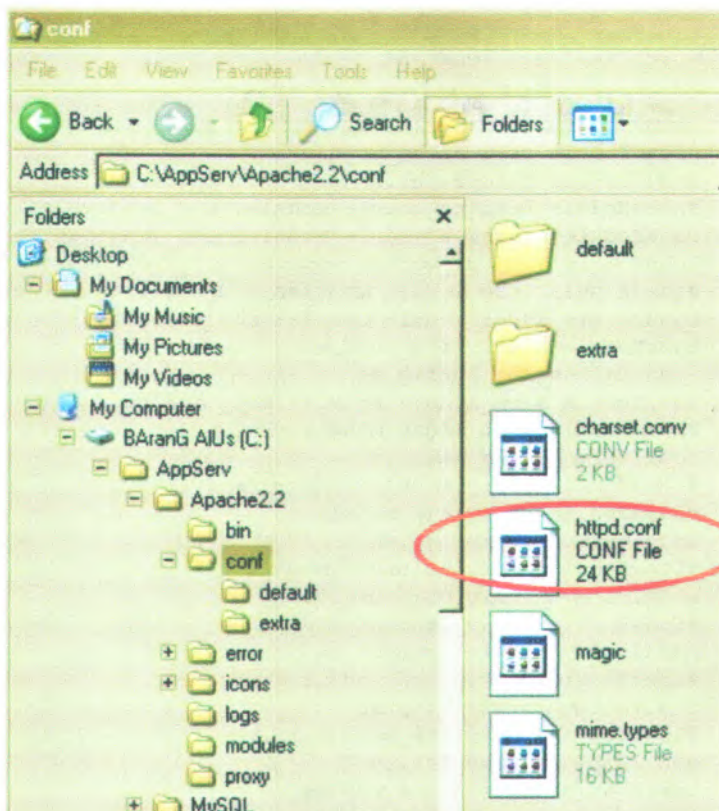 conf
File Edit View Favorites Tools Help
Back Search Folders
Address C:\AppServ\Apache2.2\conf
Folders
Desktop
My Documents
My Music
My Pictures
My Videos
My Computer
BAranG AIUs (C:)
AppServ
Apache2.2
bin
conf
default
extra
error
icons
logs
modules
proxy
MySQL
default
extra
charset.conv
CONV File
2 KB
httpd.conf
CONF File
24 KB
magic
mime.types
TYPES File
16 KB